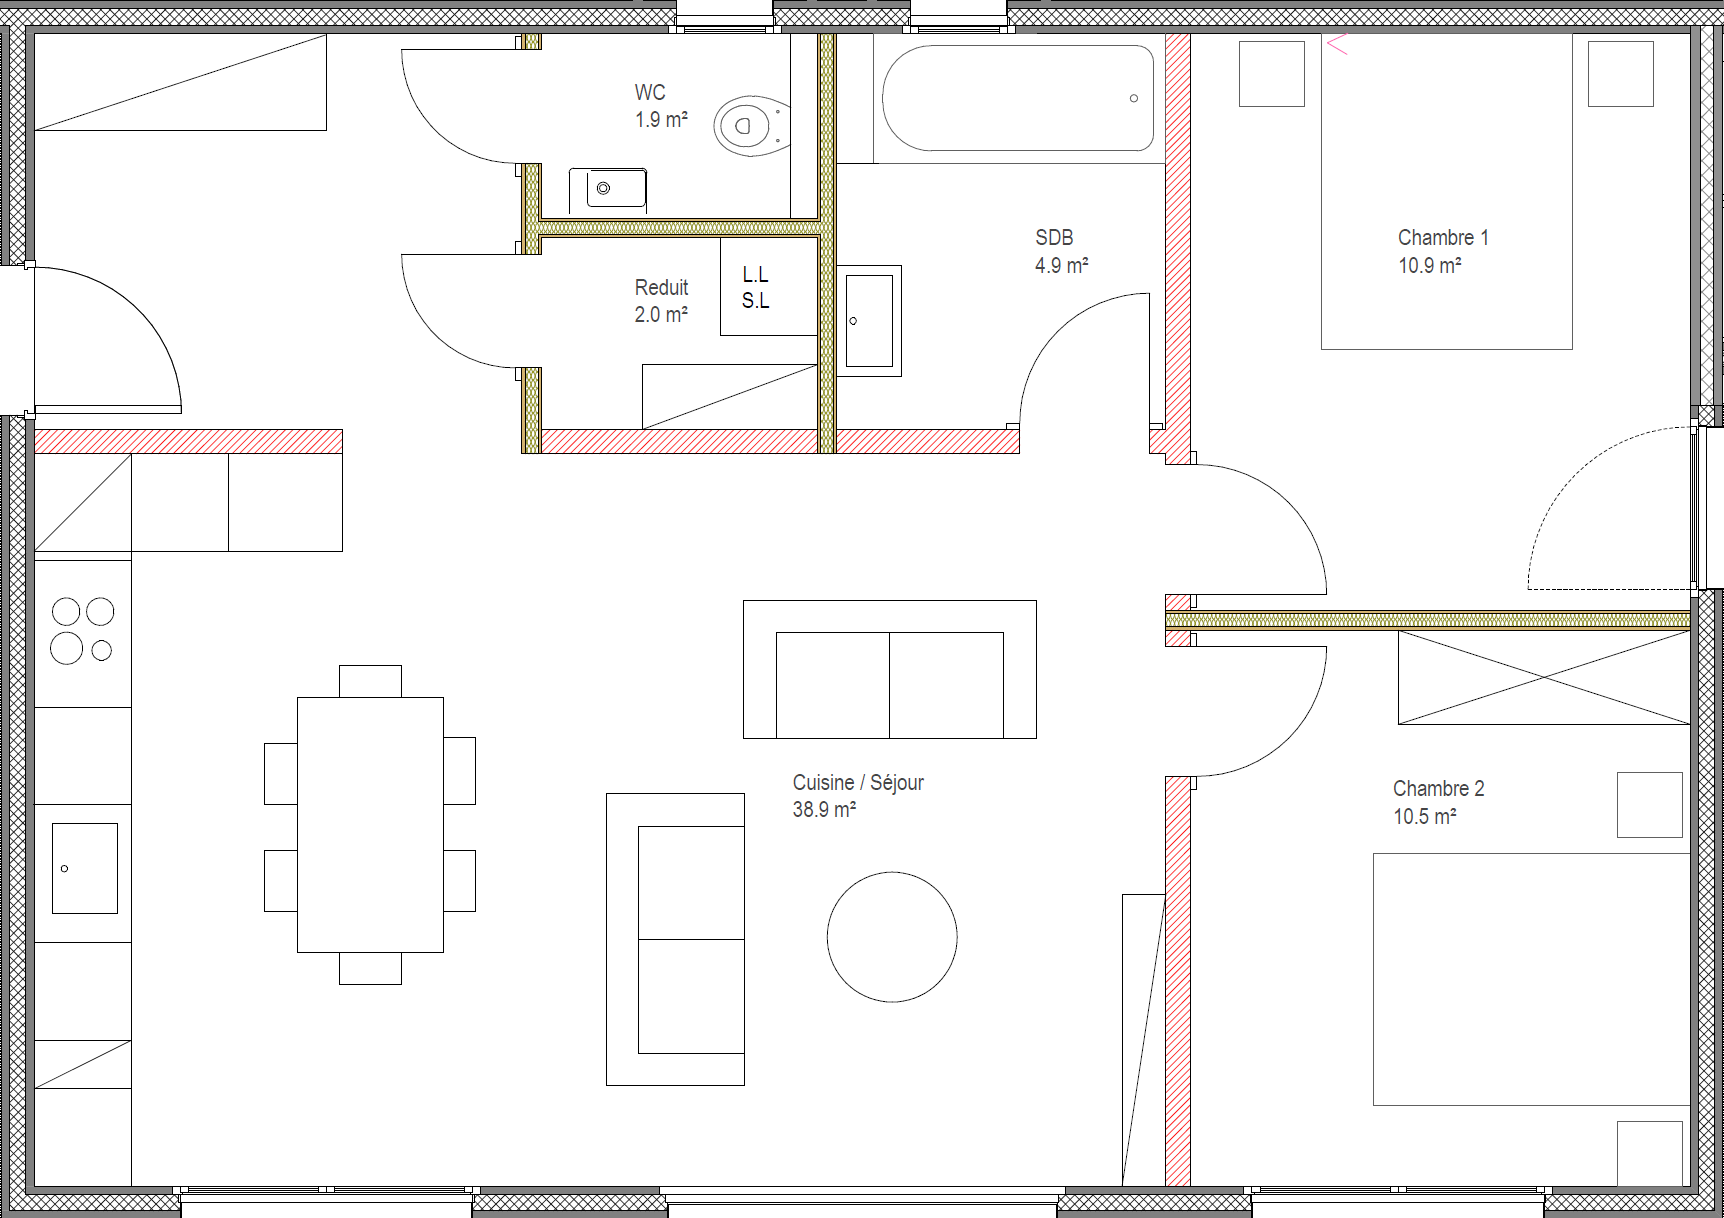 WC
1.9 m²
SDB
4.9 m²
Chambre 1
10.9 m²
Reduit
2.0 m²
L.L
S.L
Cuisine / Séjour
38.9 m²
Chambre 2
10.5 m²